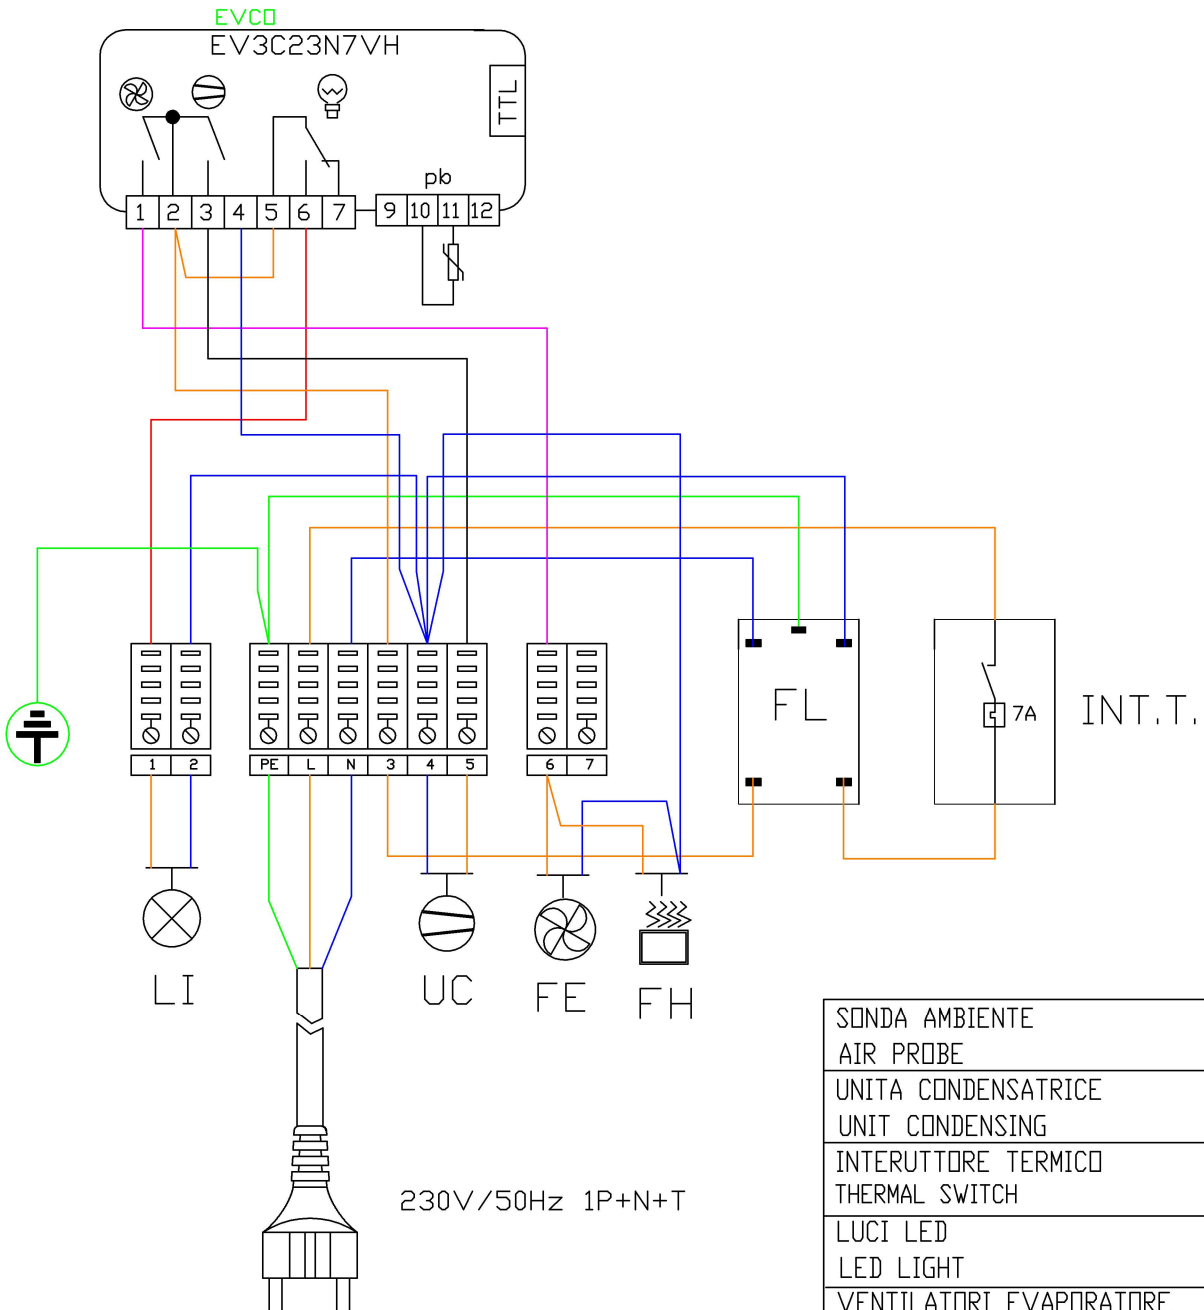 EVCO
EV3C23N7VH
TTL
pb
1 2 3 4 5 6 7
9 10 11 12
FL
7A
INT.T.
1 2
PE L N 3 4 5
6 7
LI
UC
FE
FH
230V/50Hz 1P+N+T
SONDA AMBIENTE
AIR PROBE
UNITA CONDENSATRICE
UNIT CONDENSING
INTERUTTORE TERMICO
THERMAL SWITCH
LUCI LED
LED LIGHT
VENTILATORI EVAPORATORE